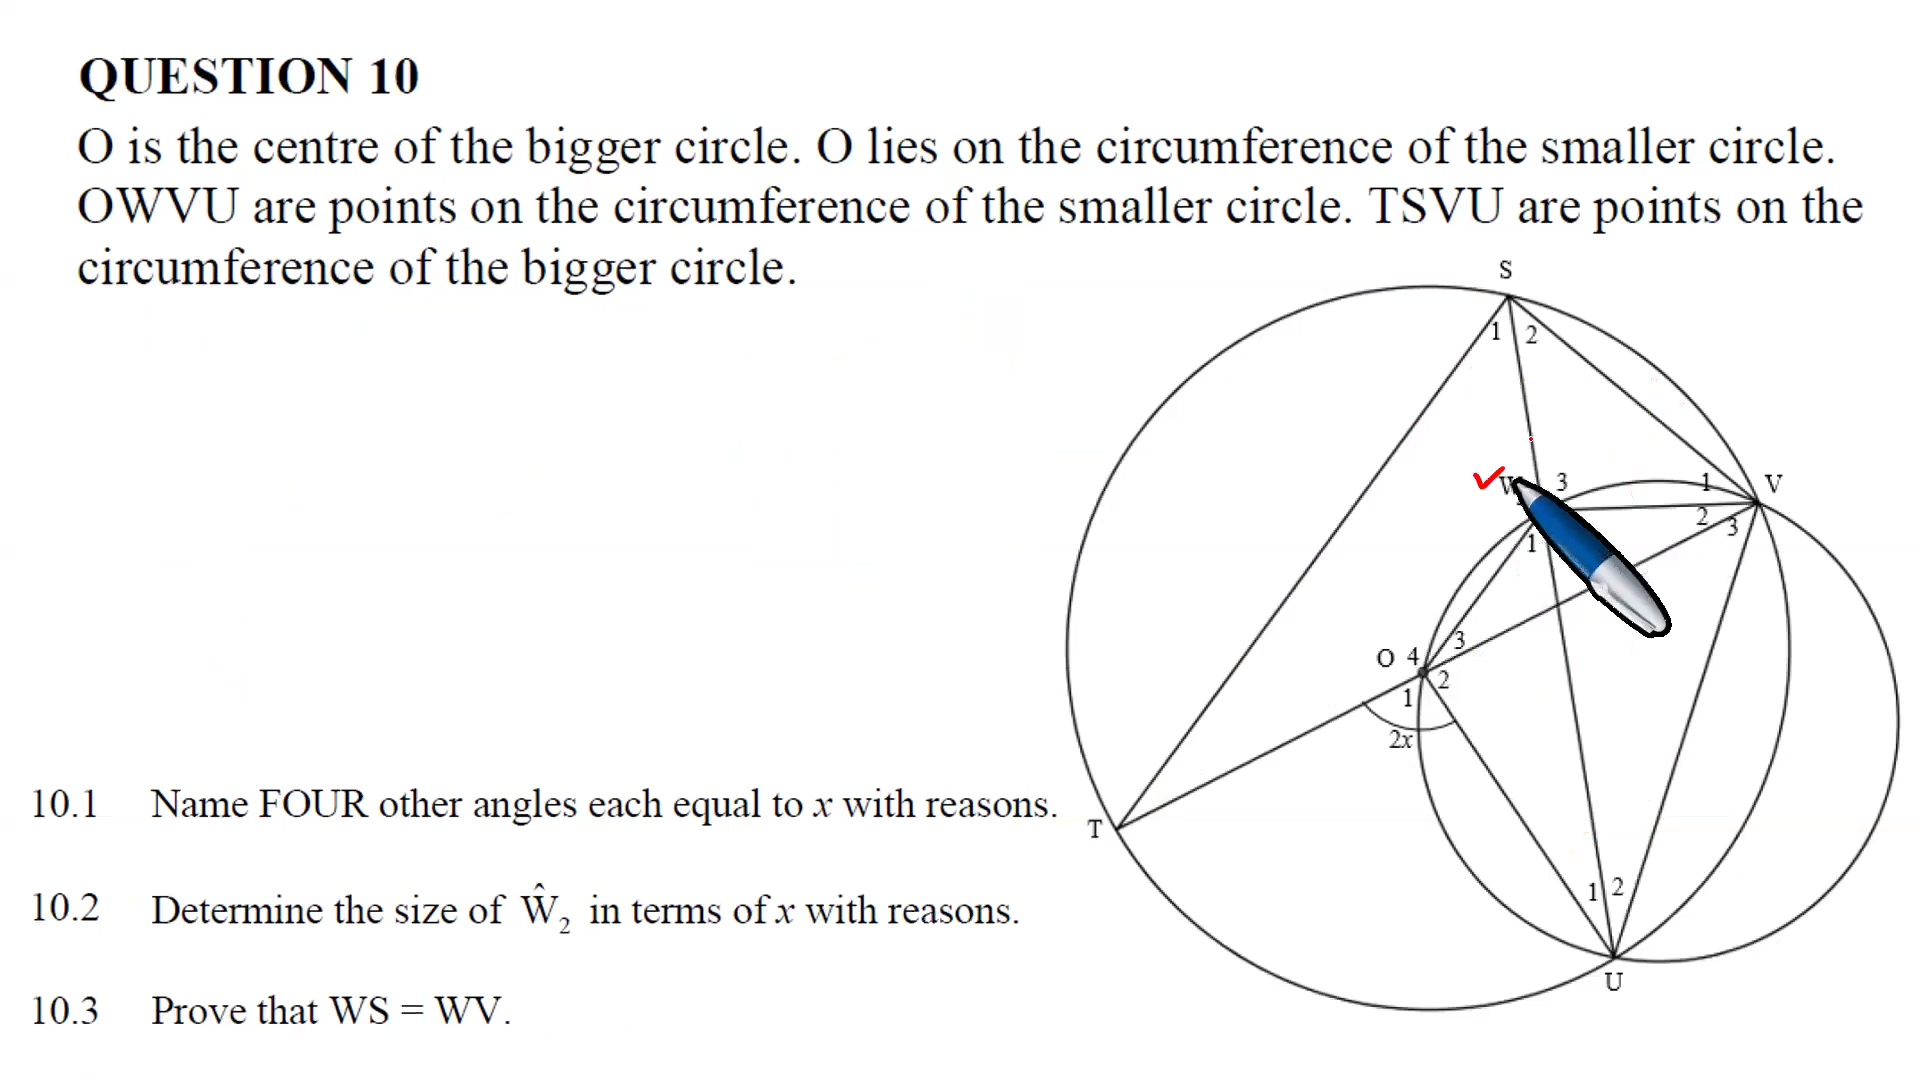 QUESTION 10
O is the centre of the bigger circle. O lies on the circumference of the smaller circle.
OWVU are points on the circumference of the smaller circle. TSVU are points on the
circumference of the bigger circle.
S
1 2
W 3
1 V
2 3
1
O 4 3
1 2
2x
T
1 2
U
10.1 Name FOUR other angles each equal to x with reasons.
10.2 Determine the size of Ŵ₂ in terms of x with reasons.
10.3 Prove that WS = WV.